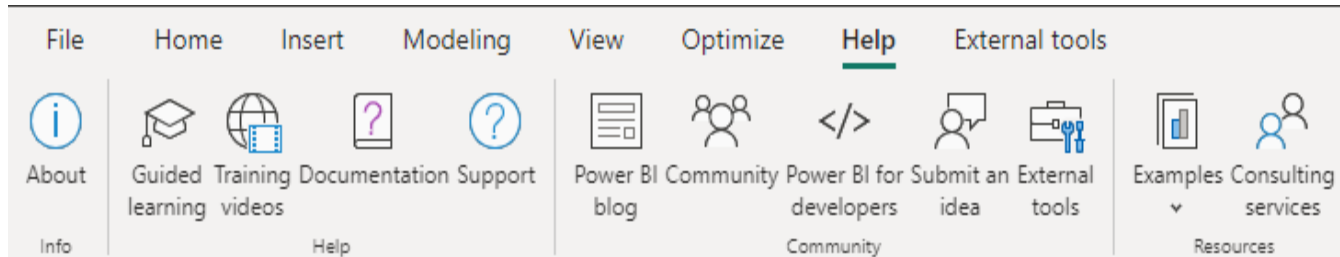 File Home Insert Modeling View Optimize Help External tools
About Guided learning Training videos Documentation Support Power BI blog Community Power BI for developers Submit an idea External tools Examples Consulting services
Info Help Community Resources